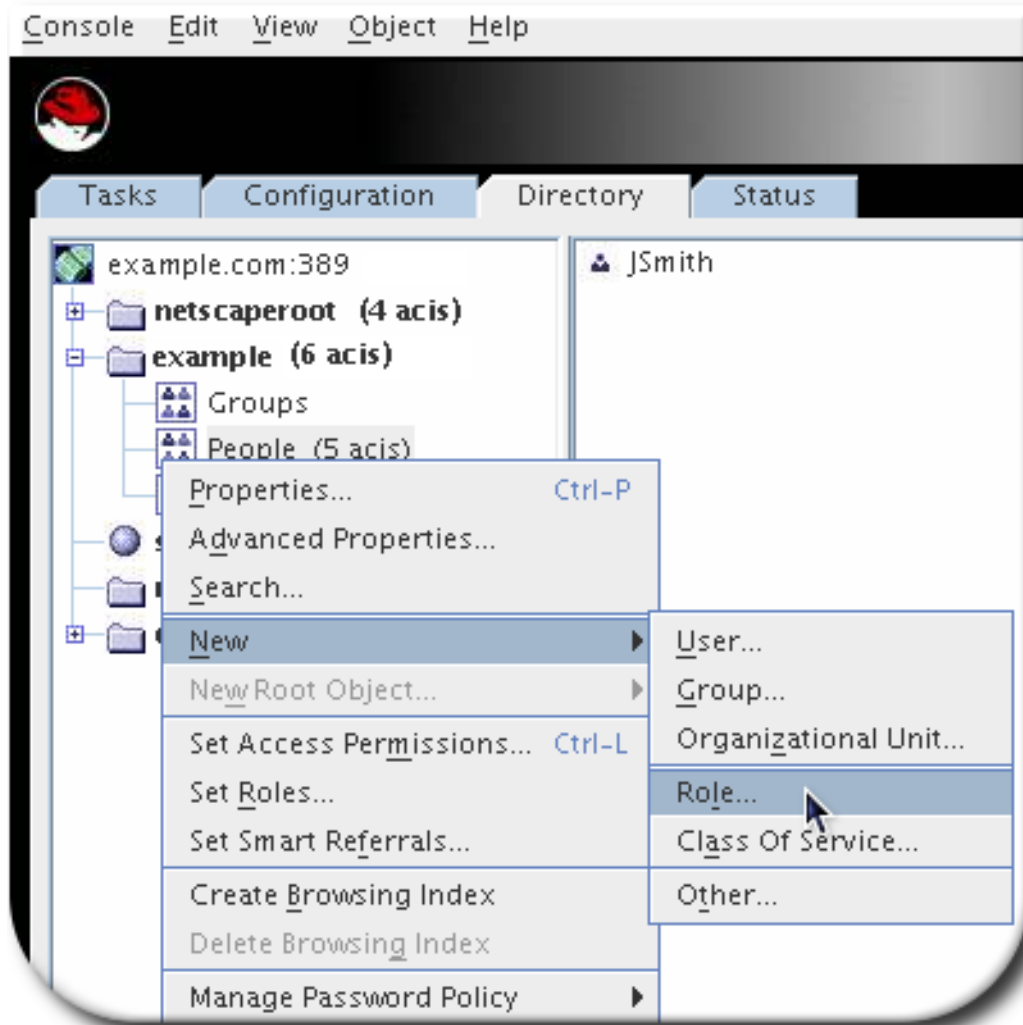 Console Edit View Object Help
Tasks Configuration Directory Status
example.com:389
JSmith
netscaperoot (4 acis)
example (6 acis)
Groups
People (5 acis)
Properties... Ctrl-P
Advanced Properties...
Search...
New
User...
New Root Object...
Group...
Set Access Permissions... Ctrl-L
Organizational Unit...
Set Roles...
Role...
Set Smart Referrals...
Class Of Service...
Create Browsing Index
Other...
Delete Browsing Index
Manage Password Policy